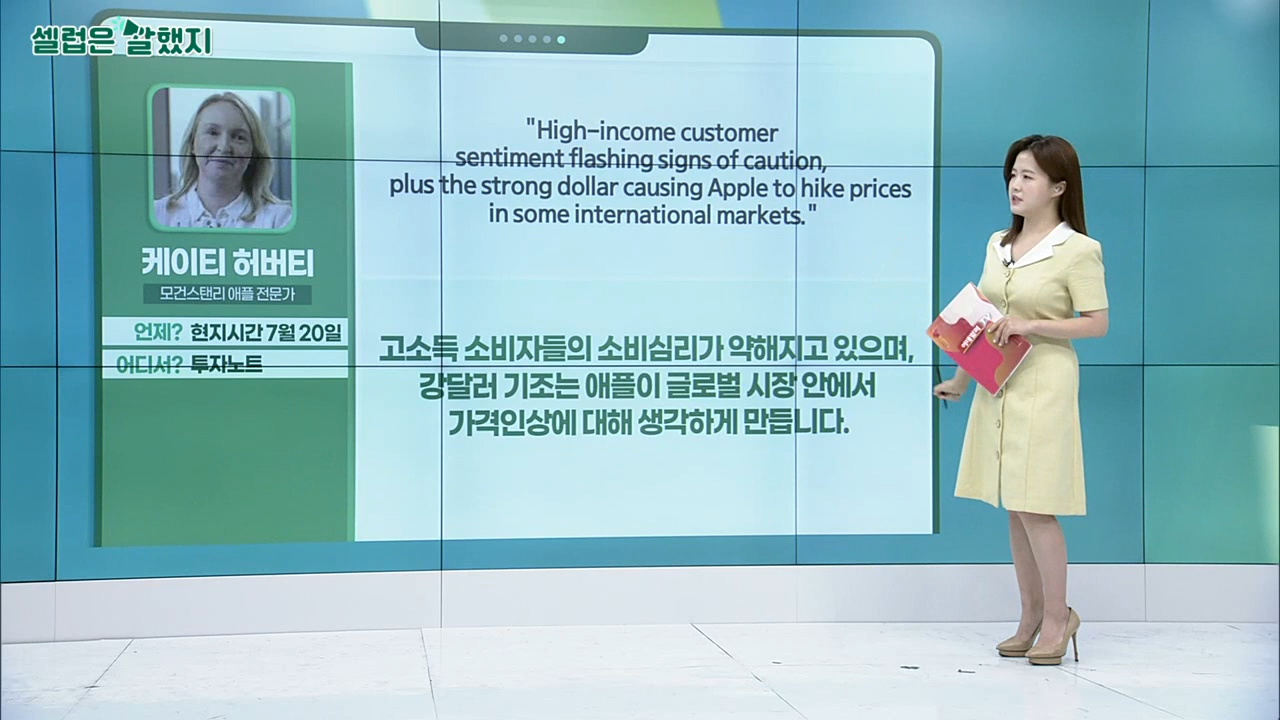 셀럽은 말했지
"High-income customer
sentiment flashing signs of caution,
plus the strong dollar causing Apple to hike prices
in some international markets."
케이티 허버티
모건스탠리 애플 전문가
언제? 현지시간 7월 20일
어디서? 투자노트
고소득 소비자들의 소비심리가 약해지고 있으며,
강달러 기조는 애플이 글로벌 시장 안에서
가격인상에 대해 생각하게 만듭니다.